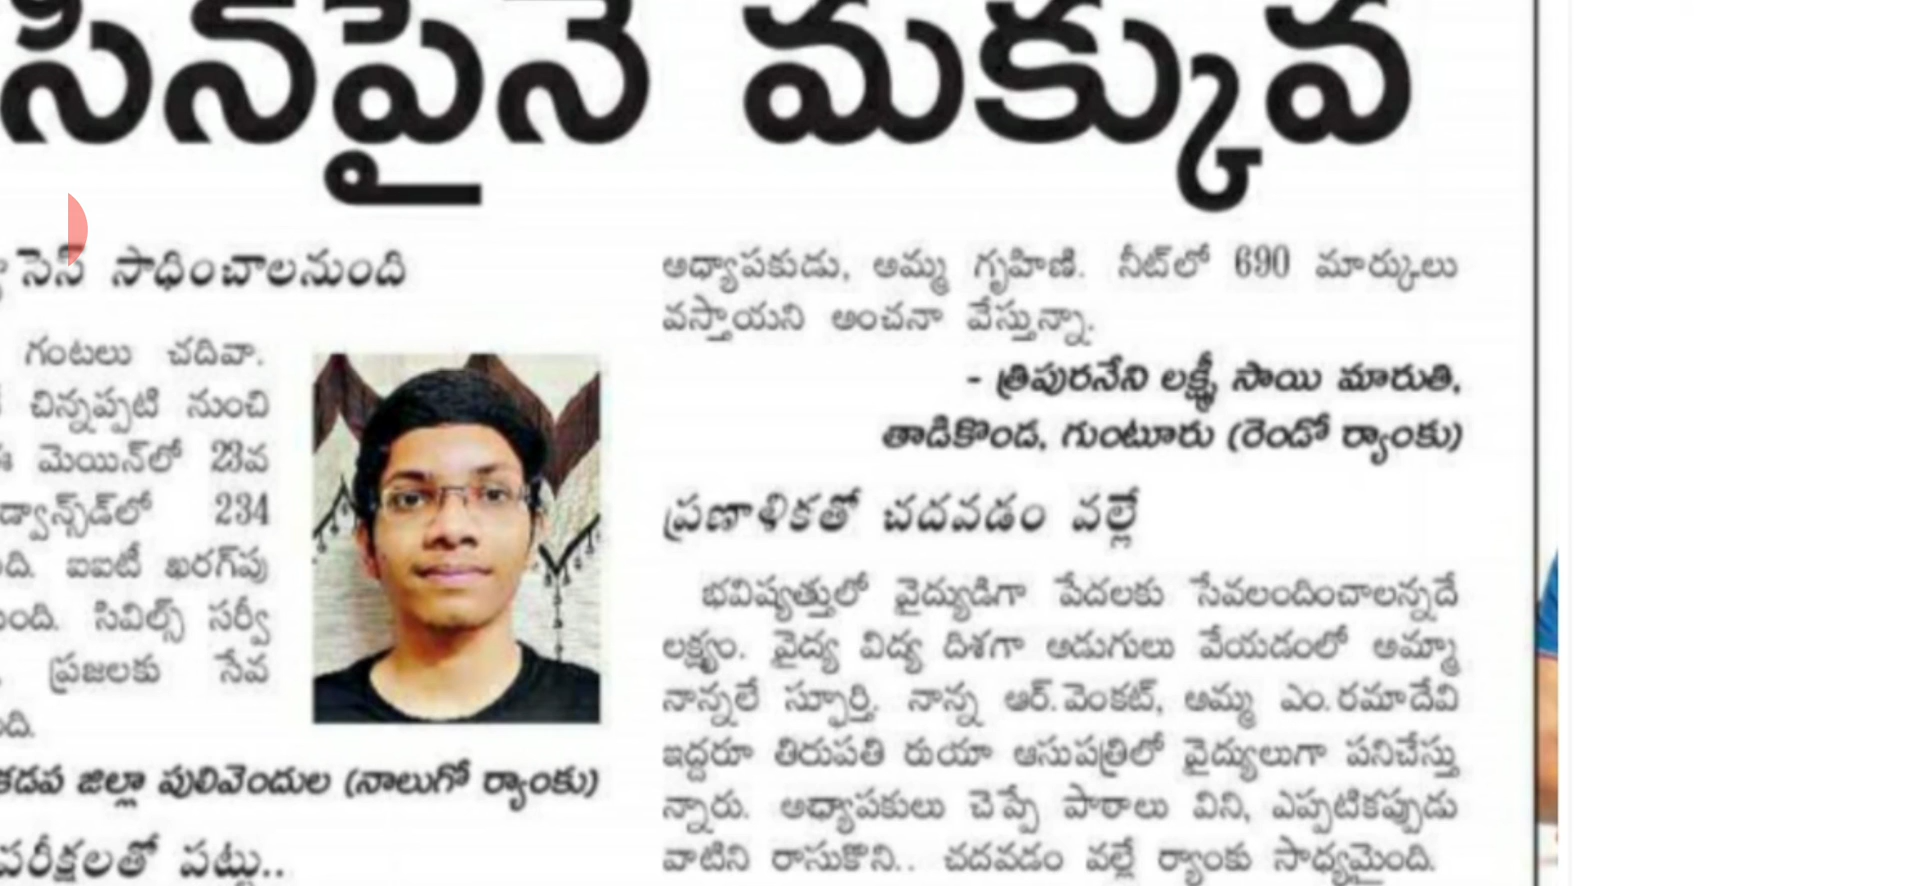 మక్కువ
సాధించాలనుంది
గంటలు చదివా.
చిన్నప్పటి నుంచి
మెయిన్‌లో 23వ
234
ఐఐటీ ఖరగ్‌పు
సివిల్స్ సర్వీ
ప్రజలకు సేవ
కడప జిల్లా పులివెందుల (నాలుగో ర్యాంకు)
పరీక్షలతో పట్టు..
అధ్యాపకుడు, అమ్మ గృహిణి. నీట్‌లో 690 మార్కులు
వస్తాయని అంచనా వేస్తున్నా.
- త్రిపురనేని లక్ష్మీ సాయి మారుతి,
తాడికొండ, గుంటూరు (రెండో ర్యాంకు)
ప్రణాళికతో చదవడం వల్లే
భవిష్యత్తులో వైద్యుడిగా పేదలకు సేవలందించాలన్నదే
లక్ష్యం. వైద్య విద్య దిశగా అడుగులు వేయడంలో అమ్మా
నాన్నలే స్ఫూర్తి. నాన్న ఆర్.వెంకట్, అమ్మ ఎం.రమాదేవి
ఇద్దరూ తిరుపతి రుయా ఆసుపత్రిలో వైద్యులుగా పనిచేస్తు
న్నారు. అధ్యాపకులు చెప్పే పాఠాలు విని, ఎప్పటికప్పుడు
వాటిని రాసుకొని.. చదవడం వల్లే ర్యాంకు సాధ్యమైంది.